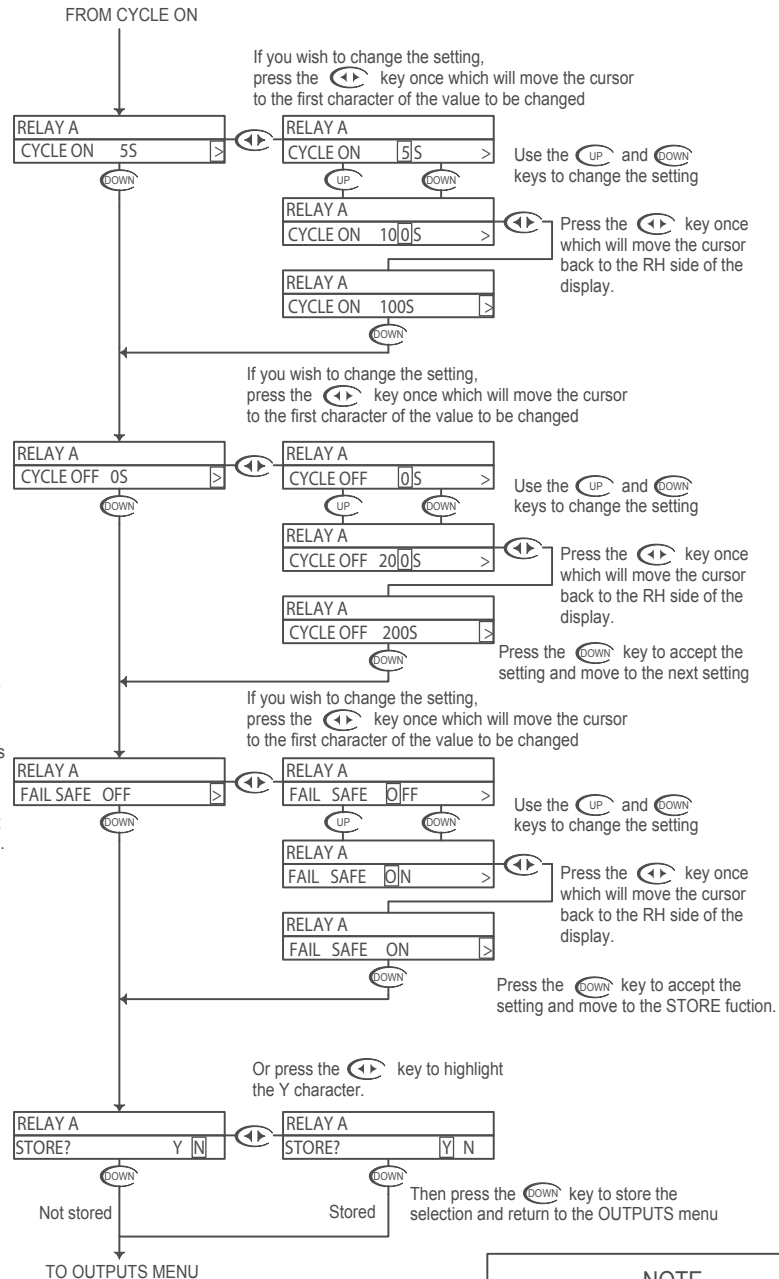 FROM CYCLE ON
If you wish to change the setting,
press the key once which will move the cursor
to the first character of the value to be changed
RELAY A
CYCLE ON 5S >
RELAY A
CYCLE ON 5S >
Use the UP and DOWN
keys to change the setting
DOWN
UP
DOWN
RELAY A
CYCLE ON 100S >
Press the key once
which will move the cursor
back to the RH side of the
display.
RELAY A
CYCLE ON 100S >
DOWN
If you wish to change the setting,
press the key once which will move the cursor
to the first character of the value to be changed
RELAY A
CYCLE OFF 0S >
RELAY A
CYCLE OFF 0S >
Use the UP and DOWN
keys to change the setting
DOWN
UP
DOWN
RELAY A
CYCLE OFF 200S >
Press the key once
which will move the cursor
back to the RH side of the
display.
RELAY A
CYCLE OFF 200S >
DOWN
Press the DOWN key to accept the
setting and move to the next setting
If you wish to change the setting,
press the key once which will move the cursor
to the first character of the value to be changed
RELAY A
FAIL SAFE OFF >
RELAY A
FAIL SAFE OFF >
Use the UP and DOWN
keys to change the setting
DOWN
UP
DOWN
RELAY A
FAIL SAFE ON >
Press the key once
which will move the cursor
back to the RH side of the
display.
RELAY A
FAIL SAFE ON >
DOWN
Press the DOWN key to accept the
setting and move to the STORE fuction.
Or press the key to highlight
the Y character.
RELAY A
STORE? Y N
RELAY A
STORE? Y N
DOWN
DOWN
Not stored
Stored
Then press the DOWN key to store the
selection and return to the OUTPUTS menu
TO OUTPUTS MENU
NOTE